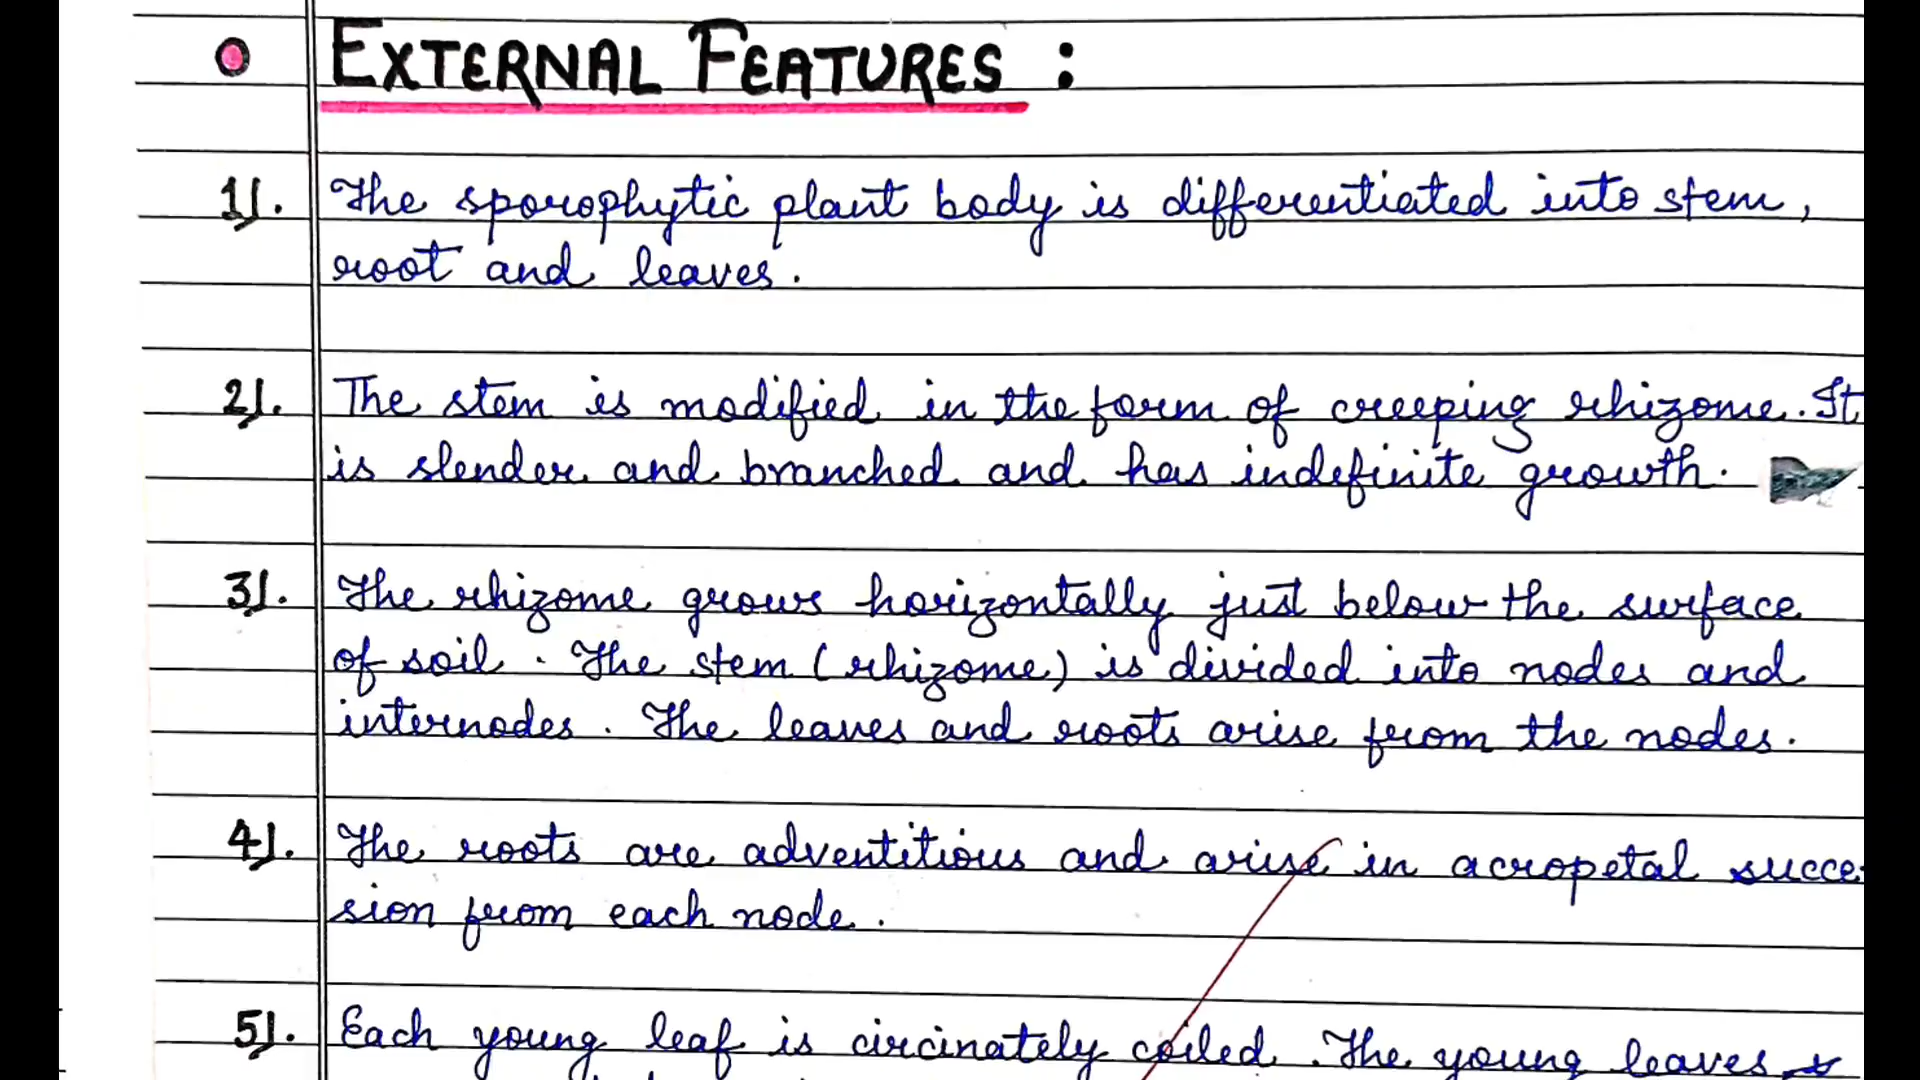 EXTERNAL FEATURES :
1). The sporophytic plant body is differentiated into stem,
root and leaves.
2). The stem is modified in the form of creeping rhizome. It
is slender and branched and has indefinite growth.
3). The rhizome grows horizontally just below the surface
of soil. The stem (rhizome) is divided into nodes and
internodes. The leaves and roots arise from the nodes.
4). The roots are adventitious and arise in acropetal succe-
sion from each node.
5). Each young leaf is circinately coiled. The young leaves